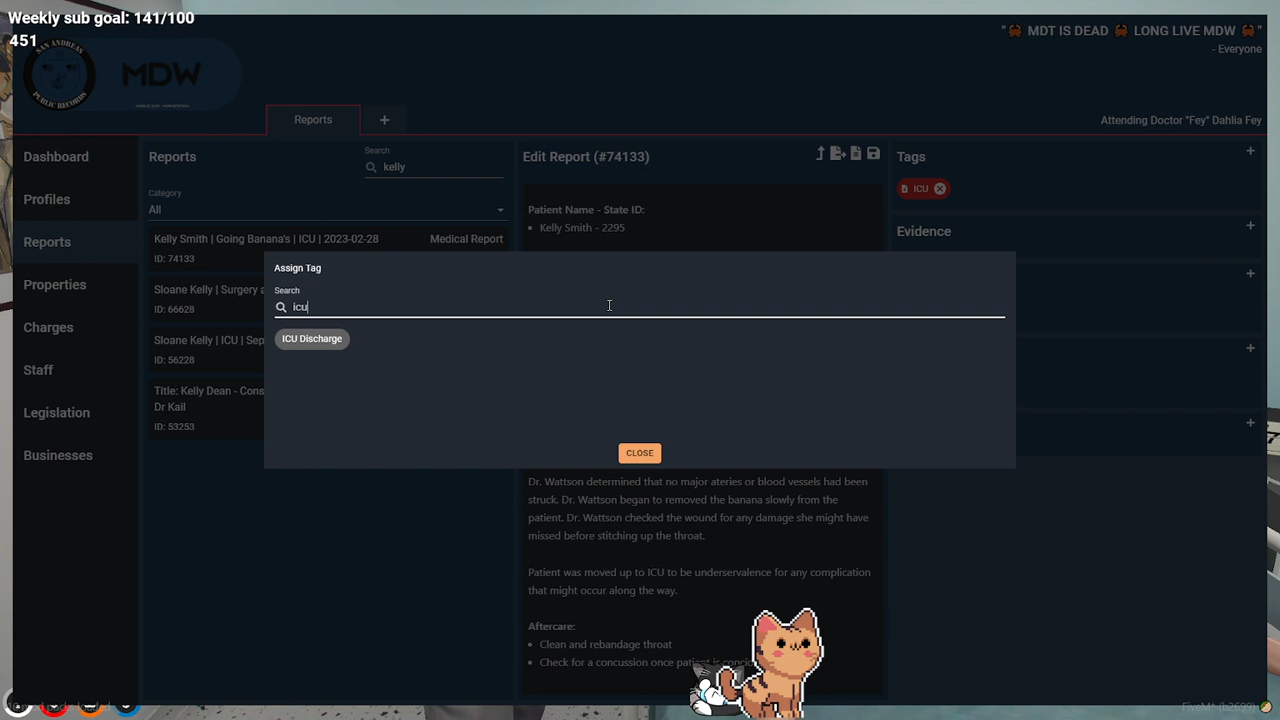 Weekly sub goal: 141/100
451
" MDT IS DEAD LONG LIVE MDW "
- Everyone
SAN ANDREAS
PUBLIC RECORDS
MDW
Reports
+
Attending Doctor "Fey" Dahlia Fey
Dashboard
Profiles
Reports
Properties
Charges
Staff
Legislation
Businesses
Reports
Search
kelly
Category
All
Kelly Smith | Going Banana's | ICU | 2023-02-28
Medical Report
ID: 74133
Sloane Kelly | Surgery a
ID: 66628
Sloane Kelly | ICU | Sep
ID: 56228
Title: Kelly Dean - Cons
Dr Kail
ID: 53253
Edit Report (#74133)
Patient Name - State ID:
Kelly Smith - 2295
Assign Tag
Search
icu
ICU Discharge
CLOSE
Dr. Wattson determined that no major ateries or blood vessels had been
struck. Dr. Wattson began to removed the banana slowly from the
patient. Dr. Wattson checked the wound for any damage she might have
missed before stitching up the throat.
Patient was moved up to ICU to be underservalence for any complication
that might occur along the way.
Aftercare:
Clean and rebandage throat
Check for a concussion once patient is
Tags
+
ICU
Evidence
+
+
+
+
FiveM* (b2699)